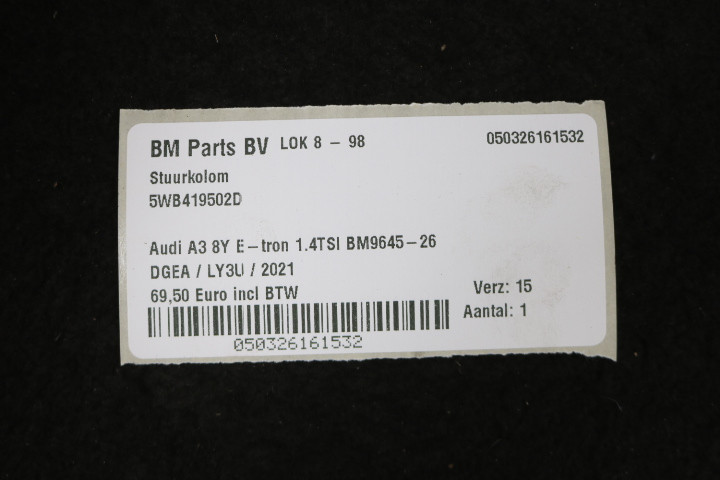 BM Parts BV LOK 8 - 98 050326161532
Stuurkolom
5WB419502D
Audi A3 8Y E-tron 1.4TSI BM9645-26
DGEA / LY3U / 2021
69,50 Euro incl BTW Verz: 15
Aantal: 1
050326161532